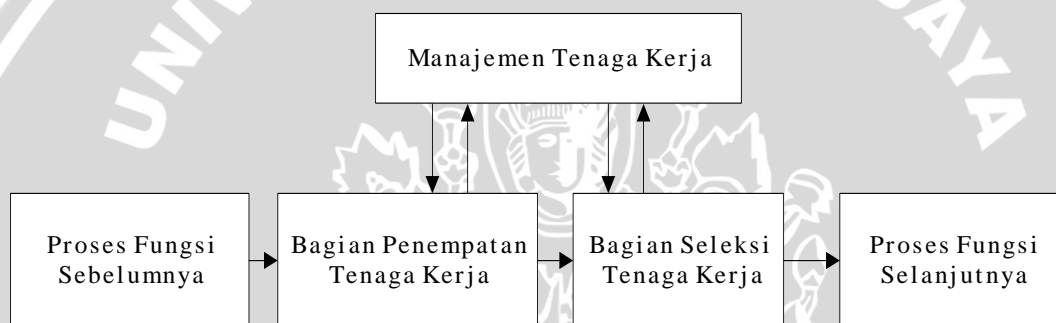 Manajemen Tenaga Kerja
Proses Fungsi
Sebelumnya
Bagian Penempatan
Tenaga Kerja
Bagian Seleksi
Tenaga Kerja
Proses Fungsi
Selanjutnya